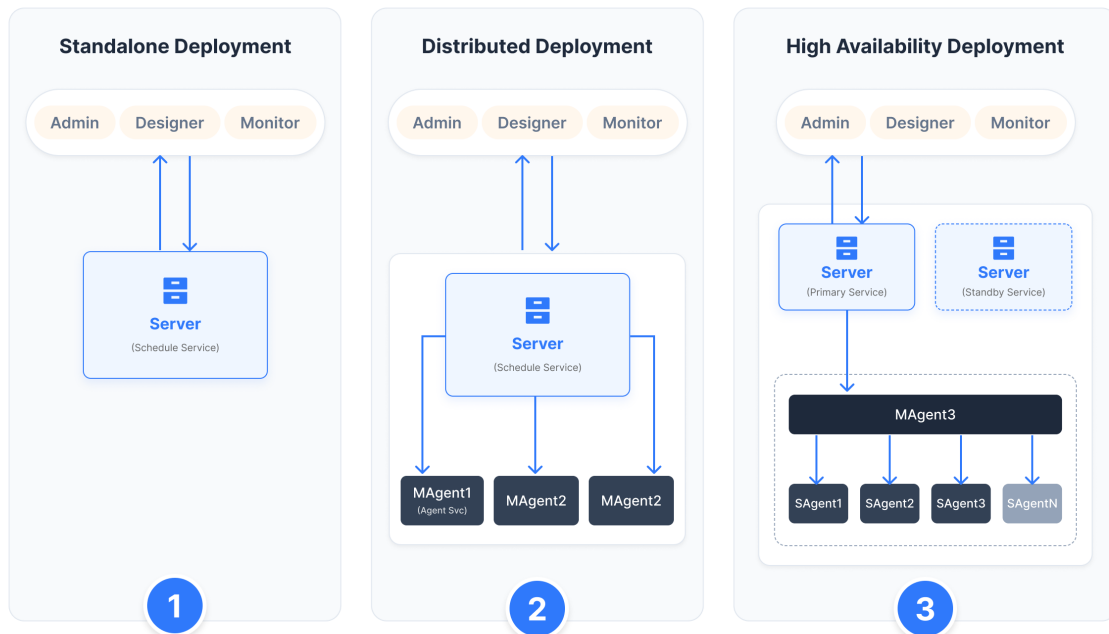 Standalone Deployment
Admin Designer Monitor
Server
(Schedule Service)
1
Distributed Deployment
Admin Designer Monitor
Server
(Schedule Service)
MAgent1
(Agent Svc)
MAgent2
MAgent2
2
High Availability Deployment
Admin Designer Monitor
Server
(Primary Service)
Server
(Standby Service)
MAgent3
SAgent1 SAgent2 SAgent3 SAgentN
3